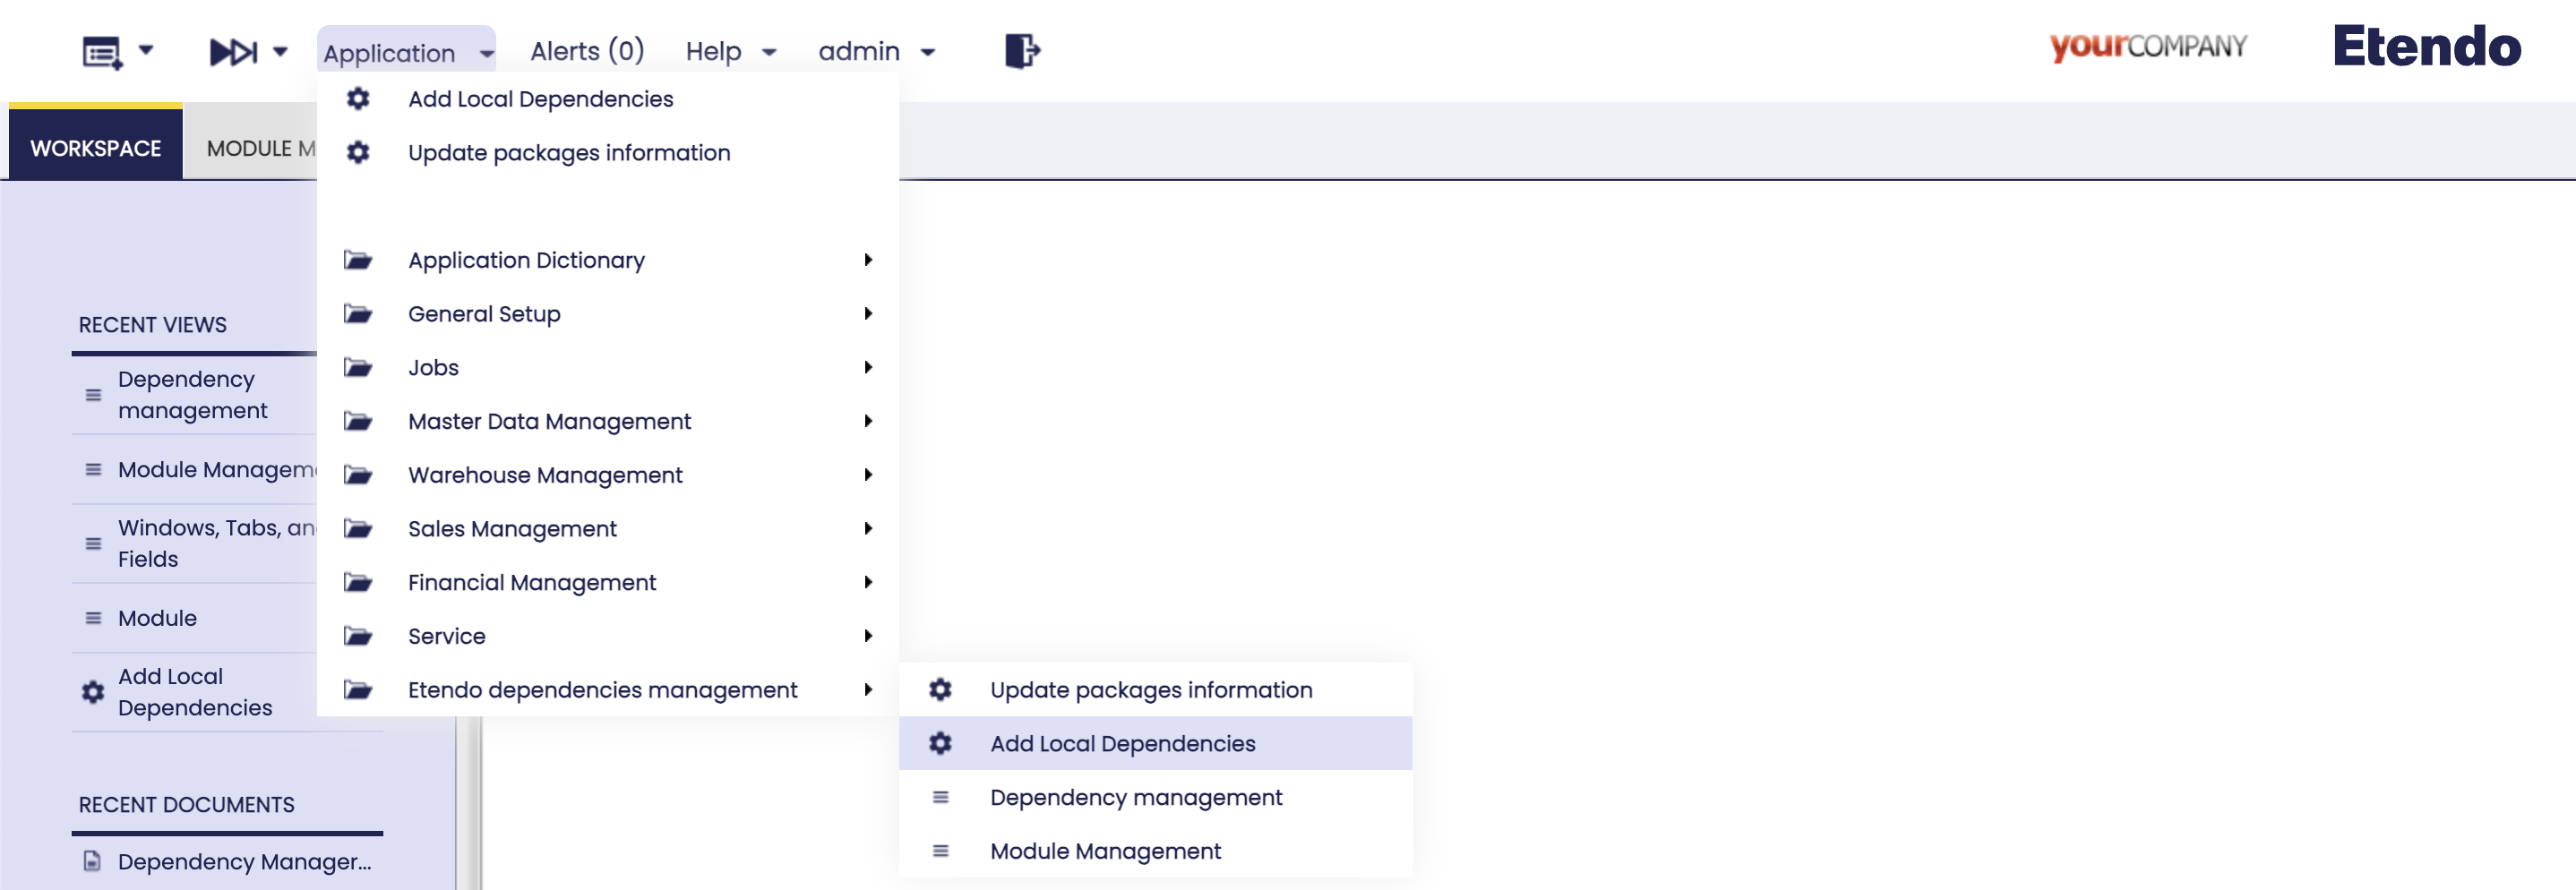 Application
Alerts (0)
Help
admin
yourCOMPANY
Etendo
WORKSPACE
MODULE M
Add Local Dependencies
Update packages information
Application Dictionary
General Setup
Jobs
Master Data Management
Warehouse Management
Sales Management
Financial Management
Service
Etendo dependencies management
Update packages information
Add Local Dependencies
Dependency management
Module Management
RECENT VIEWS
Dependency
management
Module Managem
Windows, Tabs, an
Fields
Module
Add Local
Dependencies
RECENT DOCUMENTS
Dependency Manager...